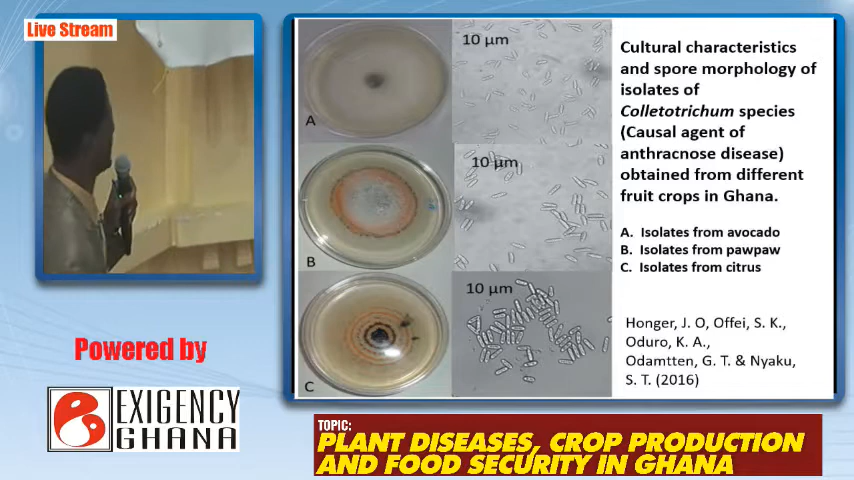 Live Stream
10 µm
A
10 µm
B
10 µm
C
Cultural characteristics
and spore morphology of
isolates of
Colletotrichum species
(Causal agent of
anthracnose disease)
obtained from different
fruit crops in Ghana.
A. Isolates from avocado
B. Isolates from pawpaw
C. Isolates from citrus
Honger, J. O, Offei, S. K.,
Oduro, K. A.,
Odamtten, G. T. & Nyaku,
S. T. (2016)
Powered by
EXIGENCY
GHANA
TOPIC:
PLANT DISEASES, CROP PRODUCTION
AND FOOD SECURITY IN GHANA